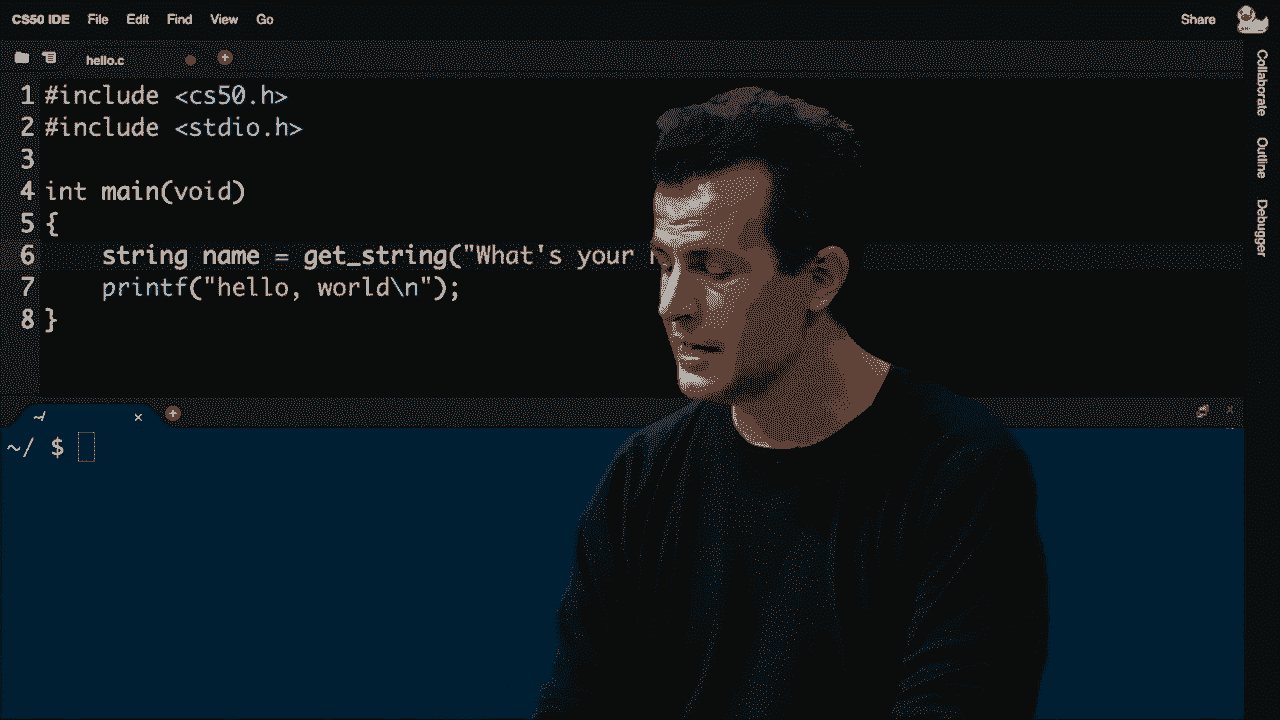 CS50 IDE File Edit Find View Go Share
hello.c
1 #include <cs50.h>
2 #include <stdio.h>
3
4 int main(void)
5 {
6 string name = get_string("What's your
7 printf("hello, world\n");
8 }
~/
~/ $
Collaborate
Outline
Debugger